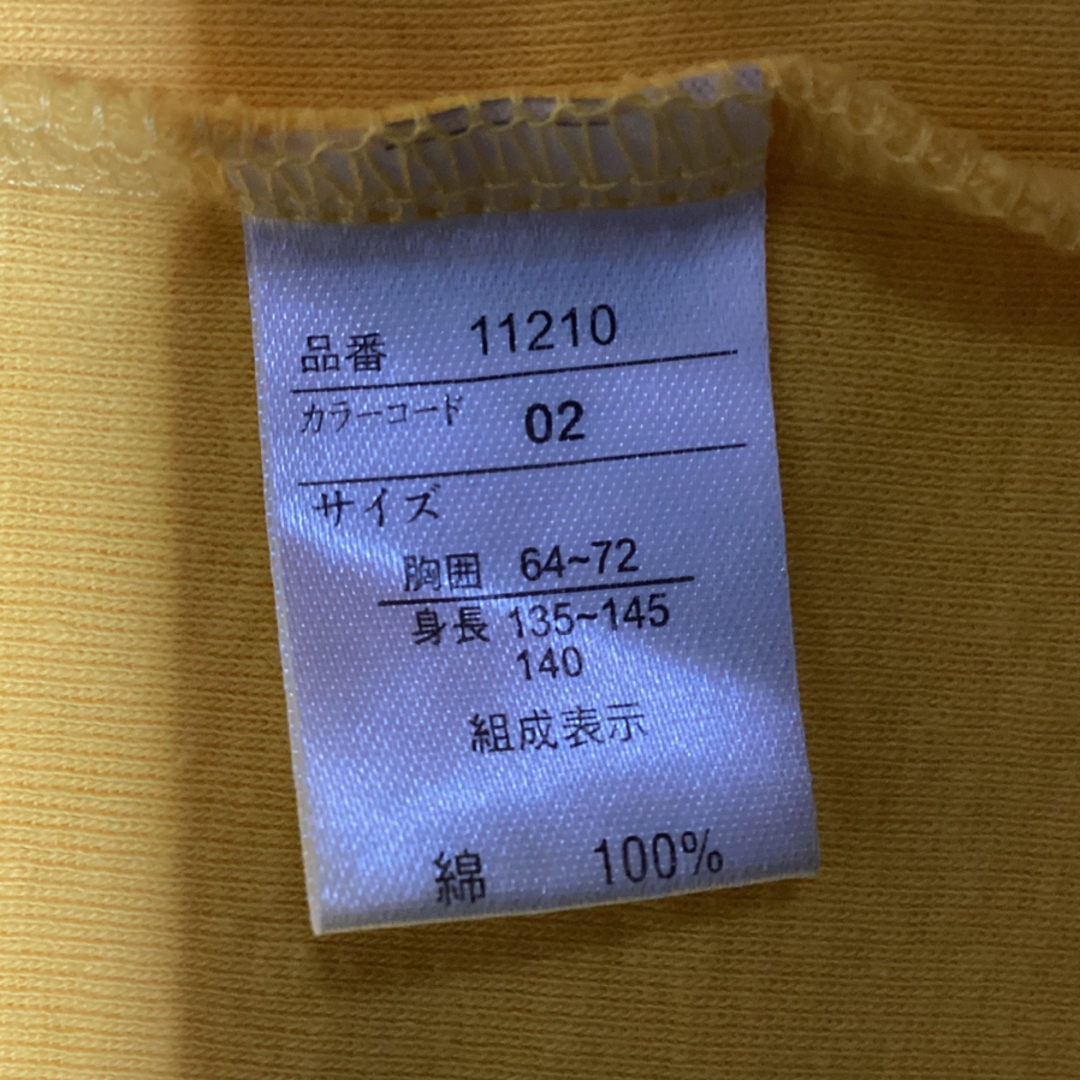 品番 11210
カラーコード 02
サイズ
胸囲 64~72
身長 135~145
140
組成表示
綿 100%